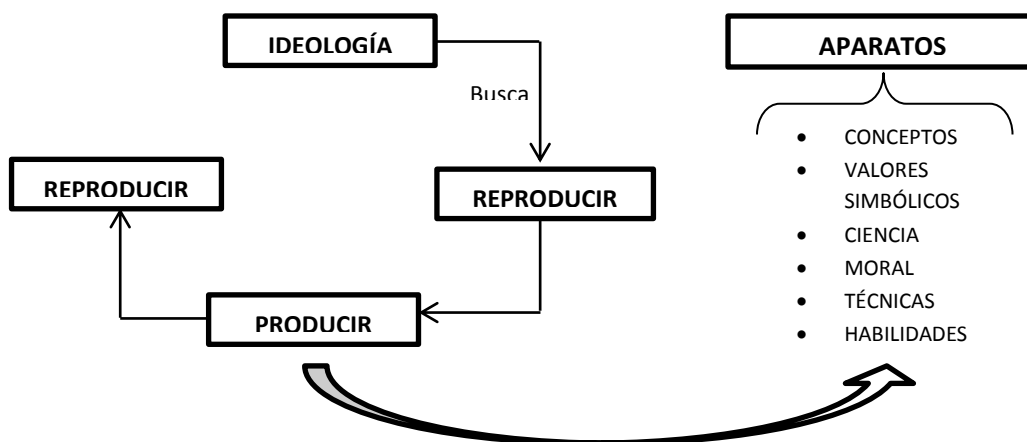 IDEOLOGÍA
APARATOS
Busca
CONCEPTOS
VALORES
SIMBÓLICOS
CIENCIA
MORAL
TÉCNICAS
HABILIDADES
REPRODUCIR
REPRODUCIR
PRODUCIR